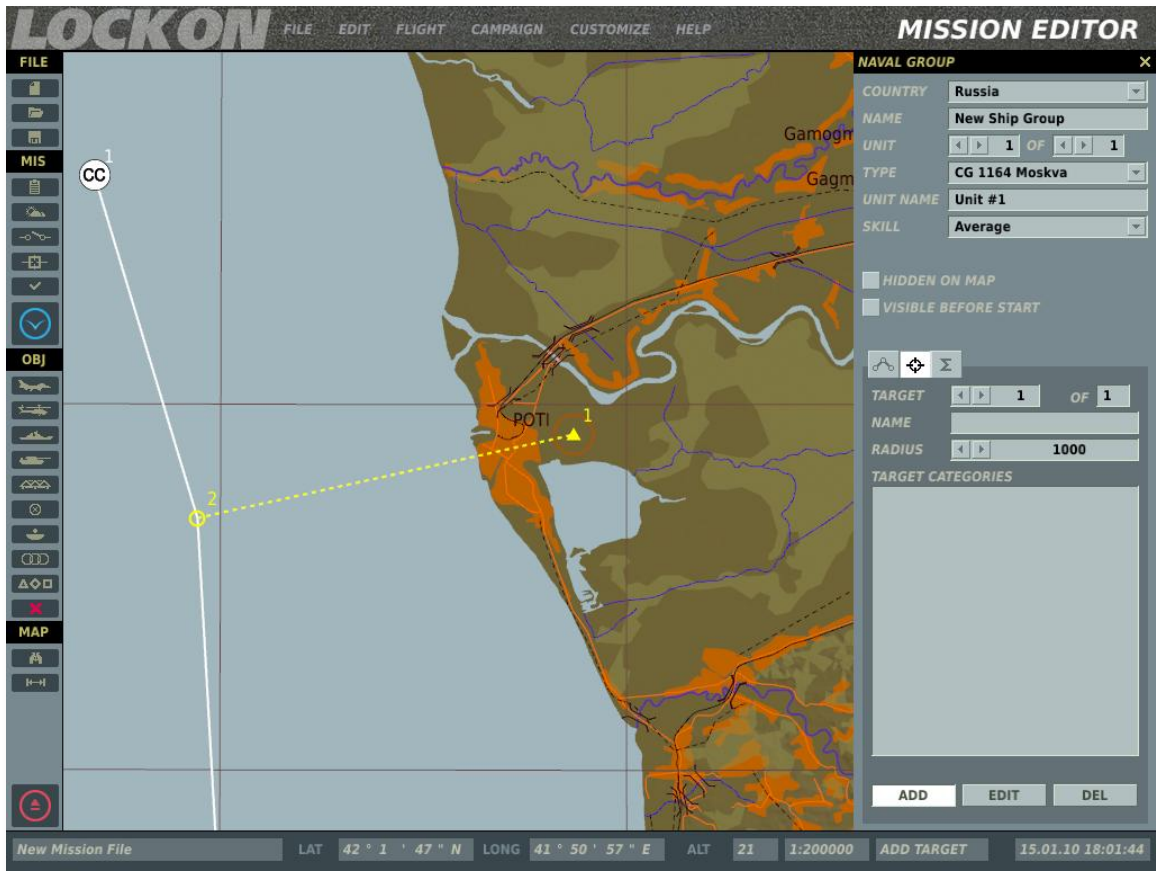 LOCKON FILE EDIT FLIGHT CAMPAIGN CUSTOMIZE HELP MISSION EDITOR
FILE
MIS
OBJ
MAP
1
CC
2
Gamogm
Gagm
POTI
1
NAVAL GROUP
COUNTRY Russia
NAME New Ship Group
UNIT 1 OF 1
TYPE CG 1164 Moskva
UNIT NAME Unit #1
SKILL Average
HIDDEN ON MAP
VISIBLE BEFORE START
Σ
TARGET 1 OF 1
NAME
RADIUS 1000
TARGET CATEGORIES
ADD EDIT DEL
New Mission File LAT 42 ° 1 ' 47 " N LONG 41 ° 50 ' 57 " E ALT 21 1:200000 ADD TARGET 15.01.10 18:01:44